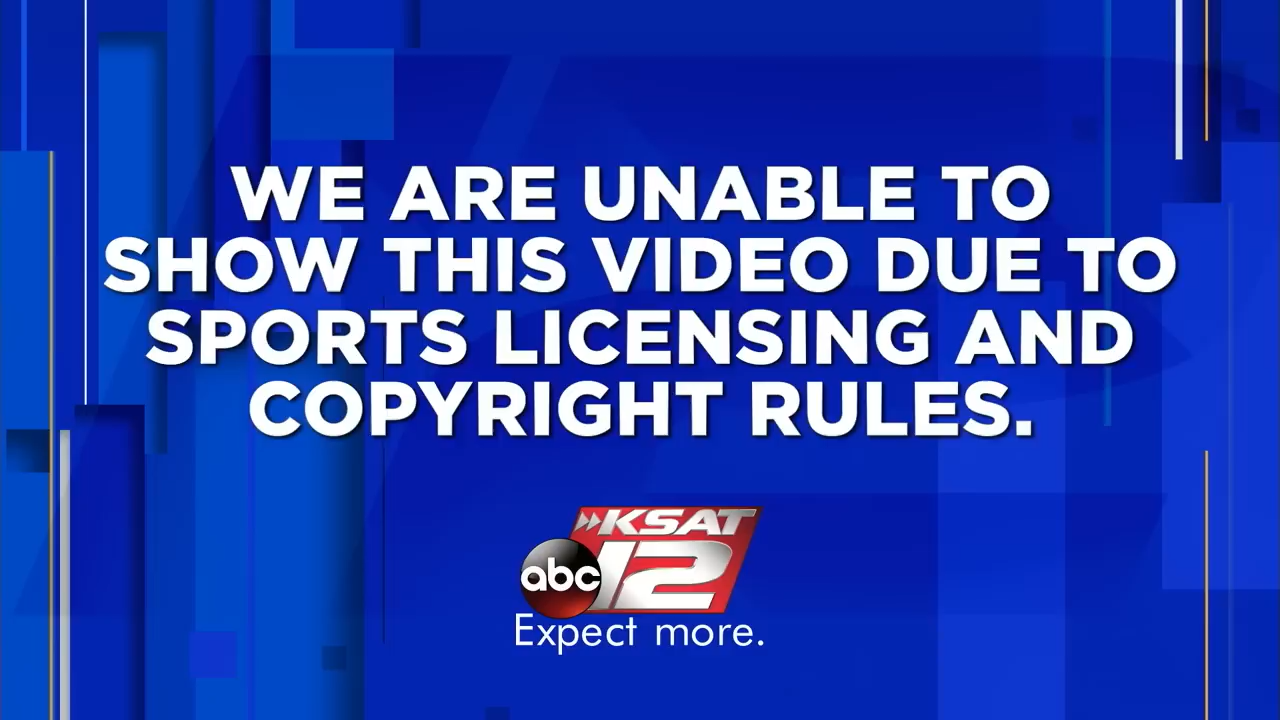 WE ARE UNABLE TO
SHOW THIS VIDEO DUE TO
SPORTS LICENSING AND
COPYRIGHT RULES.
KSAT
abc 12
Expect more.